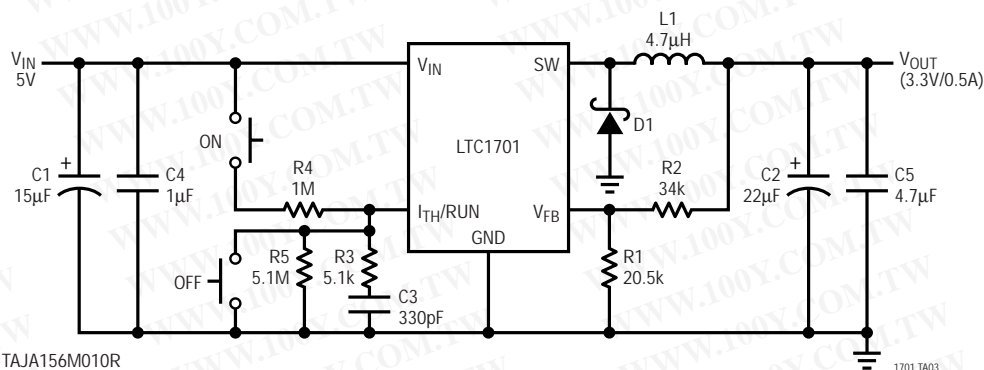 L1
4.7µH
VIN
5V
VIN
SW
VOUT
(3.3V/0.5A)
D1
ON
LTC1701
C1
15µF
+
C4
1µF
R4
1M
R2
34k
C2
22µF
+
C5
4.7µF
ITH/RUN
VFB
GND
OFF
R5
5.1M
R3
5.1k
R1
20.5k
C3
330pF
TAJA156M010R
1701 TA03
WWW.100Y.COM.TW